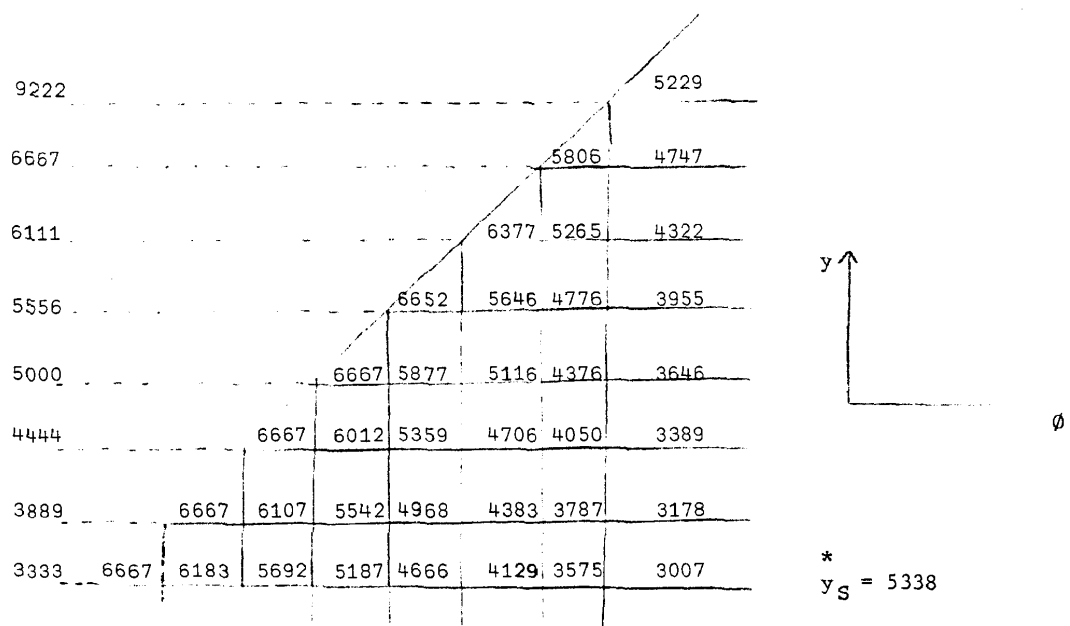 9222 5229
6667 5806 4747
6111 6377 5265 4322
y
5556 6652 5646 4776 3955
5000 6667 5877 5116 4376 3646
ø
4444 6667 6012 5359 4706 4050 3389
3889 6667 6107 5542 4968 4383 3787 3178
3333 6667 6183 5692 5187 4666 4129 3575 3007
*
y_S = 5338